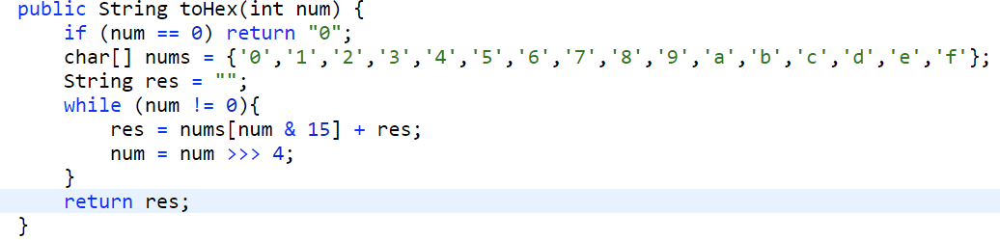 public String toHex(int num) {
    if (num == 0) return "0";
    char[] nums = {'0','1','2','3','4','5','6','7','8','9','a','b','c','d','e','f'};
    String res = "";
    while (num != 0){
        res = nums[num & 15] + res;
        num = num >>> 4;
    }
    return res;
}